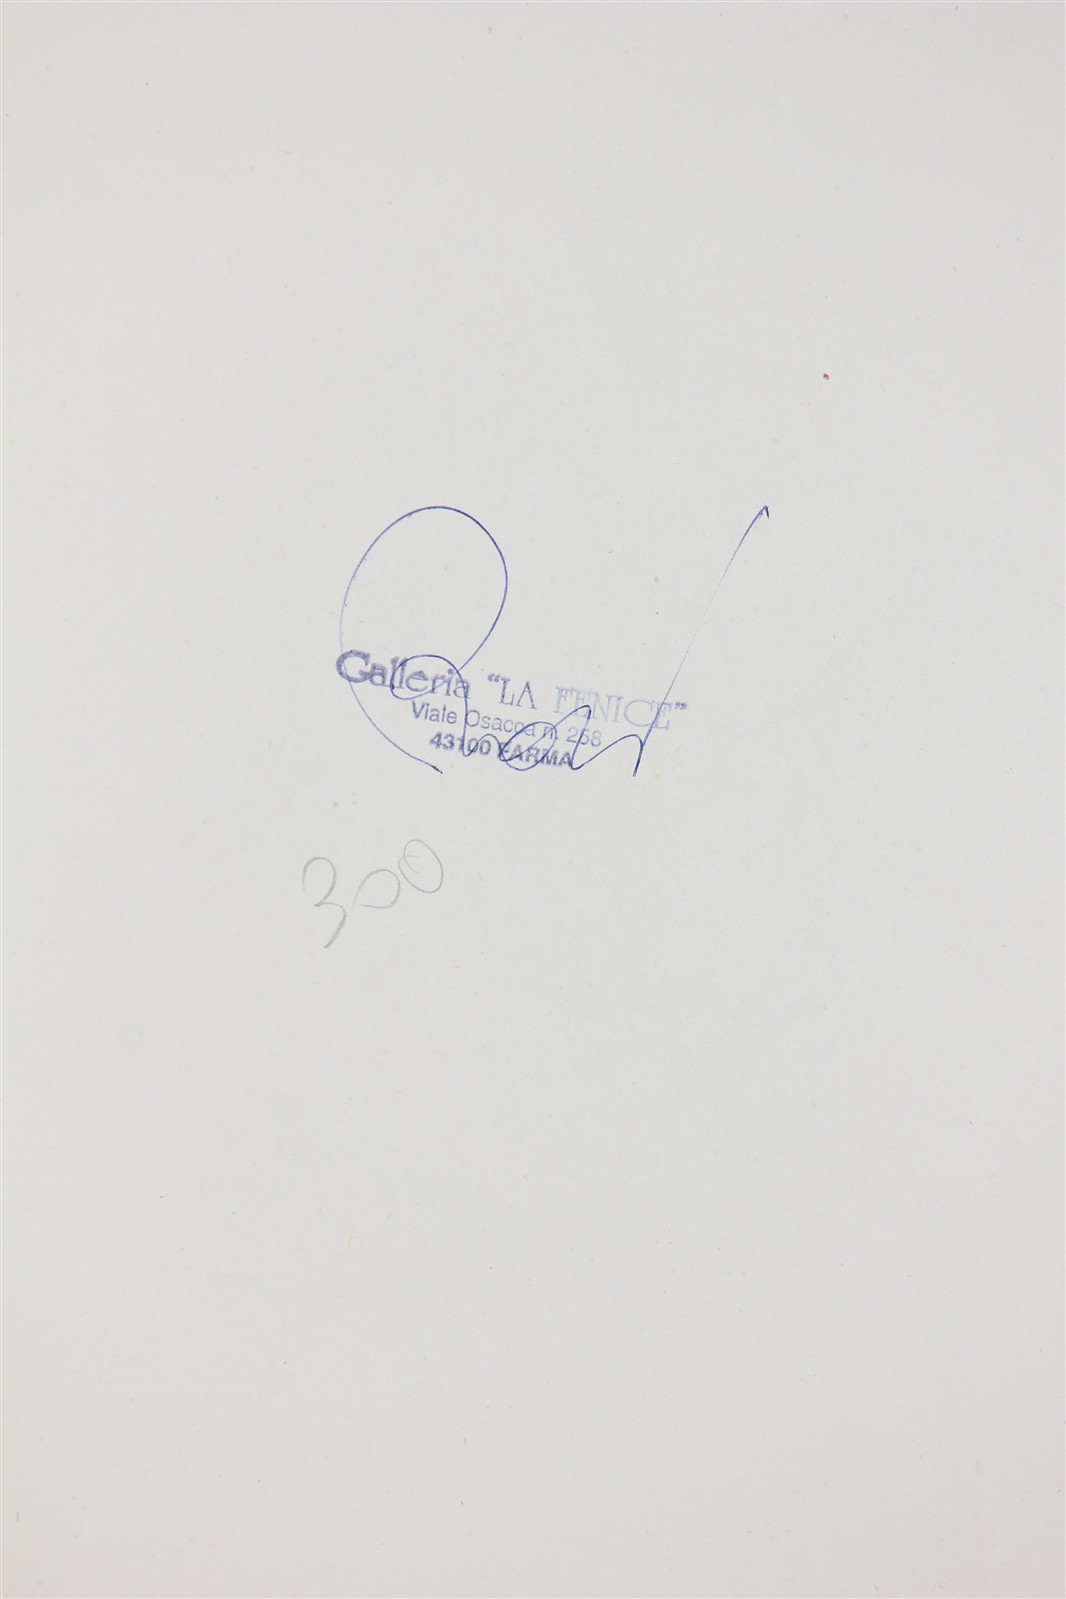 Galleria "LA FENICE"
Viale Osacca n. 258
43100 PARMA
300